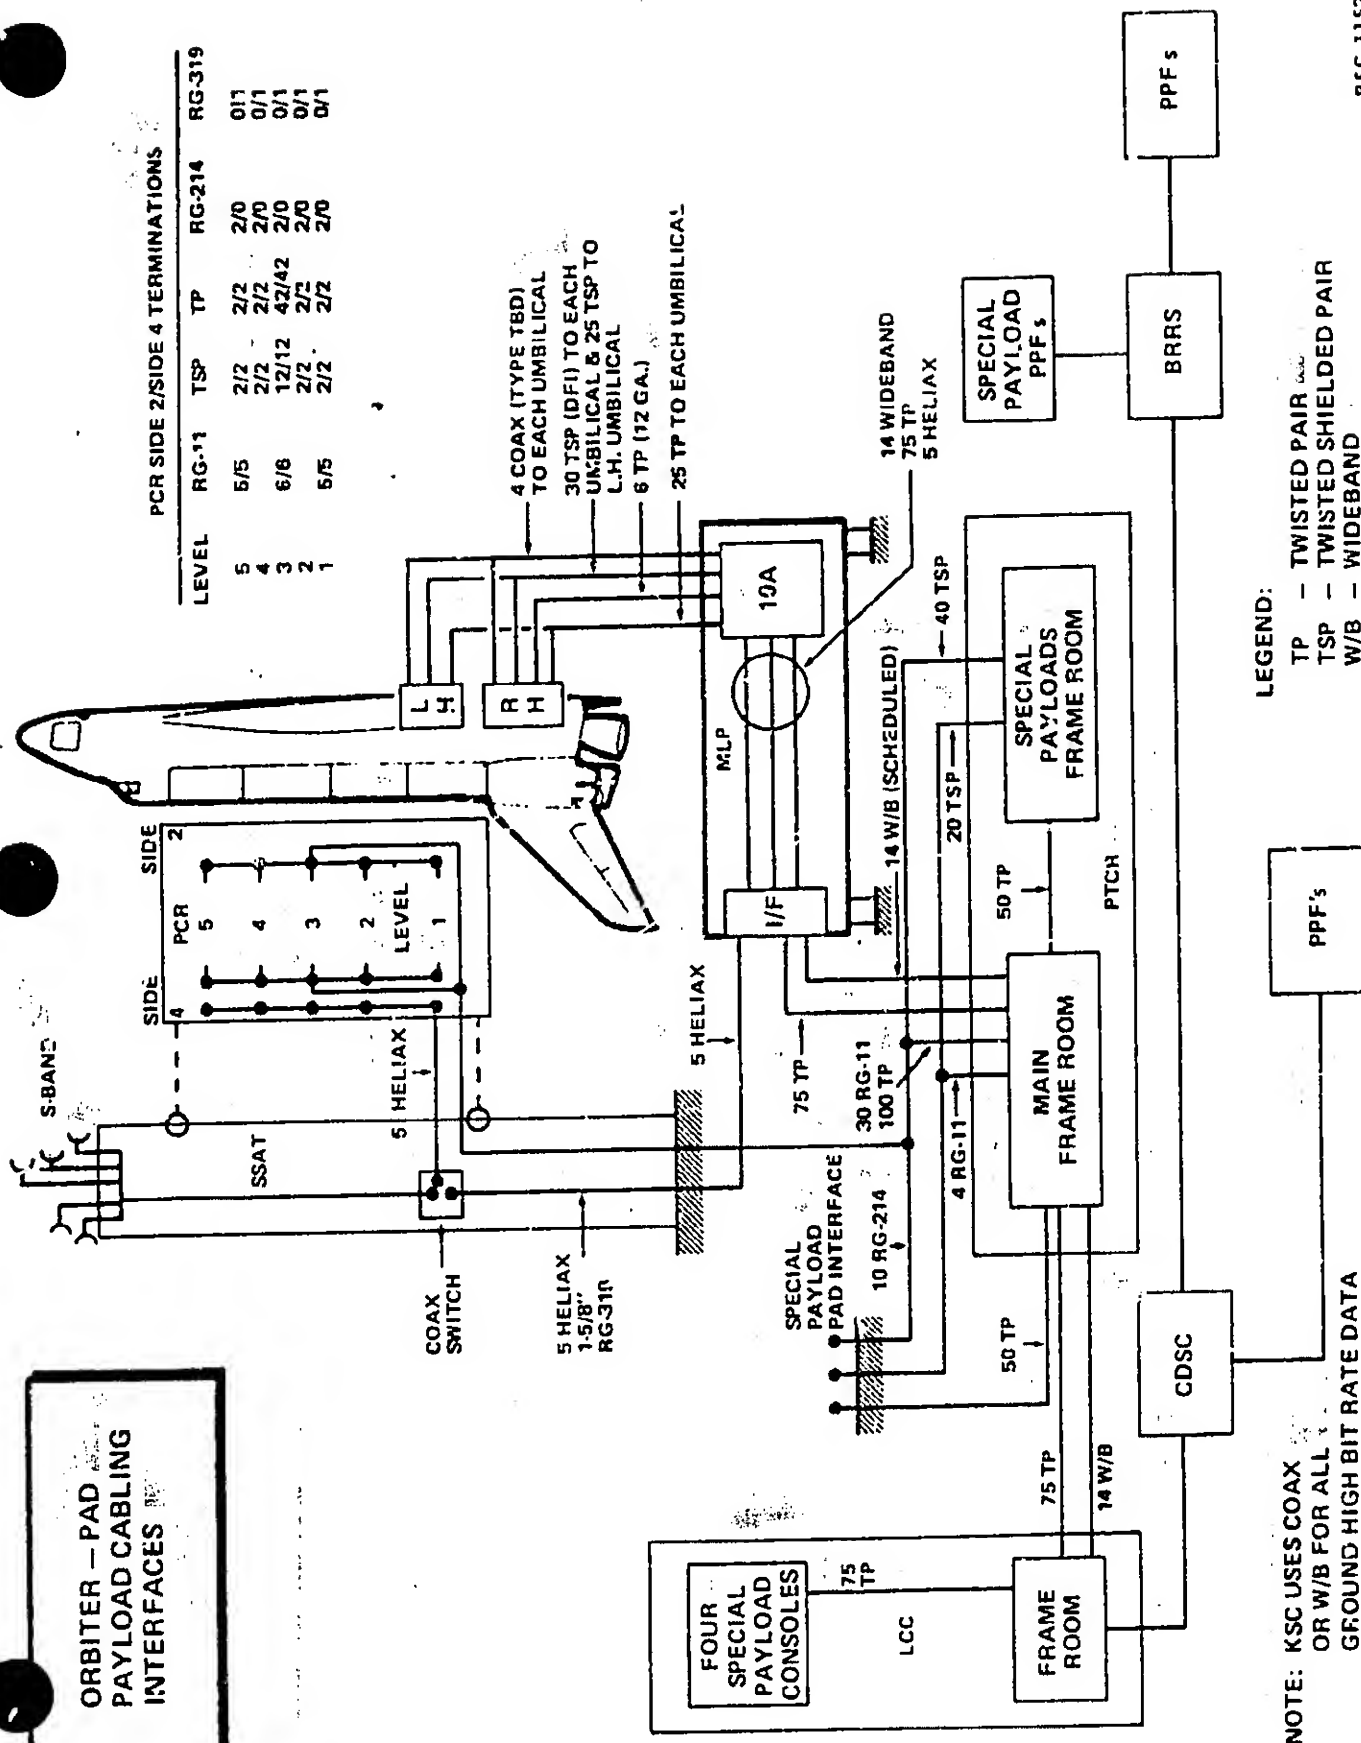 ORBITER – PAD
PAYLOAD CABLING
INTERFACES
PCR SIDE 2/SIDE 4 TERMINATIONS
LEVEL RG-11 TSP TP RG-214 RG-319
5 5/5 2/2 2/2 2/0 0/1
4 2/2 2/2 2/0 0/1
3 6/6 12/12 42/42 2/0 0/1
2 2/2 2/2 2/0 0/1
1 5/5 2/2 2/2 2/0 0/1
S-BAND
SSAT
SIDE
4
PCR
SIDE
2
5
4
3
2
LEVEL
1
5 HELIAX
COAX
SWITCH
5 HELIAX
1-5/8"
RG-319
L
H
R
H
4 COAX (TYPE TBD)
TO EACH UMBILICAL
30 TSP (DFI) TO EACH
UMBILICAL & 25 TSP TO
L.H. UMBILICAL
6 TP (12 GA.)
25 TP TO EACH UMBILICAL
MLP
10A
I/F
14 WIDEBAND
75 TP
5 HELIAX
5 HELIAX
75 TP
14 W/B (SCHEDULED)
30 RG-11
100 TP
SPECIAL
PAYLOAD
PAD INTERFACE
10 RG-214
4 RG-11
20 TSP
40 TSP
50 TP
50 TP
MAIN
FRAME ROOM
SPECIAL
PAYLOADS
FRAME ROOM
PTCR
SPECIAL
PAYLOAD
PPFs
BRRS
PPFs
FOUR
SPECIAL
PAYLOAD
CONSOLES
75
TP
LCC
FRAME
ROOM
75 TP
14 W/B
CDSC
PPF's
LEGEND:
TP – TWISTED PAIR
TSP – TWISTED SHIELDED PAIR
W/B – WIDEBAND
NOTE: KSC USES COAX
OR W/B FOR ALL
GROUND HIGH BIT RATE DATA